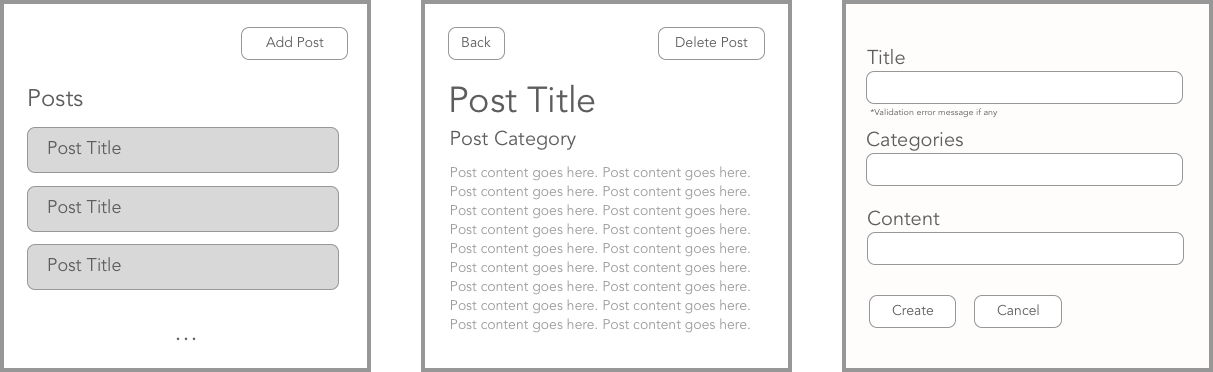 Add Post
Posts
Post Title
Post Title
Post Title
...
Back
Delete Post
Post Title
Post Category
Post content goes here. Post content goes here.
Post content goes here. Post content goes here.
Post content goes here. Post content goes here.
Post content goes here. Post content goes here.
Post content goes here. Post content goes here.
Post content goes here. Post content goes here.
Post content goes here. Post content goes here.
Post content goes here. Post content goes here.
Post content goes here. Post content goes here.
Title
*Validation error message if any
Categories
Content
Create
Cancel